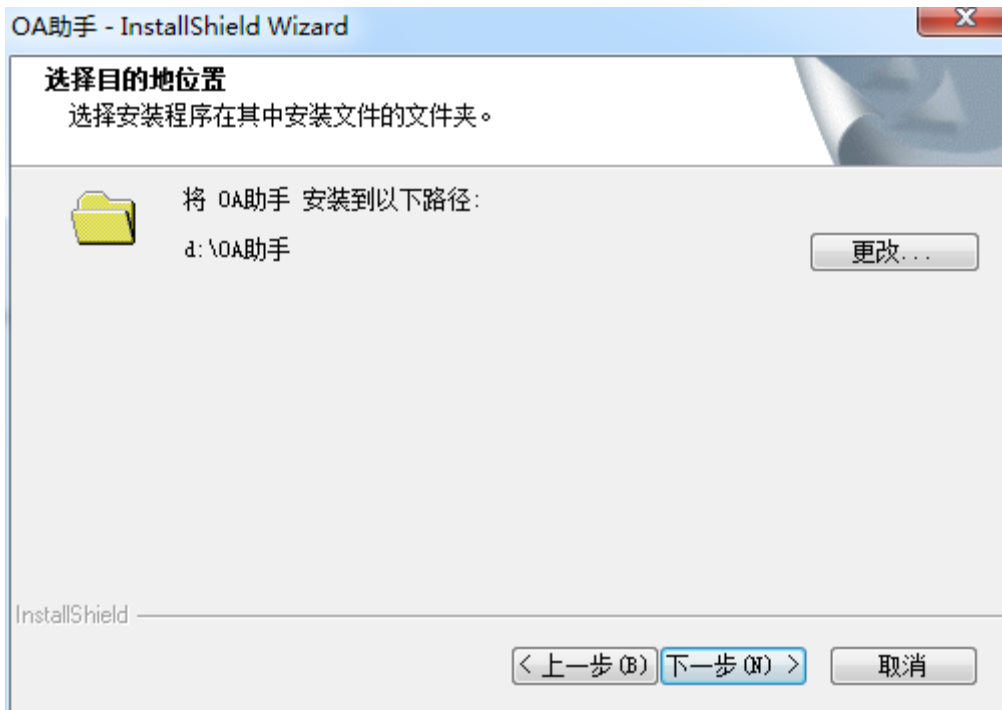 OA助手 - InstallShield Wizard
选择目的地位置
选择安装程序在其中安装文件的文件夹。
将 OA助手 安装到以下路径:
d:\OA助手
更改...
InstallShield
< 上一步(B) 下一步(N) > 取消